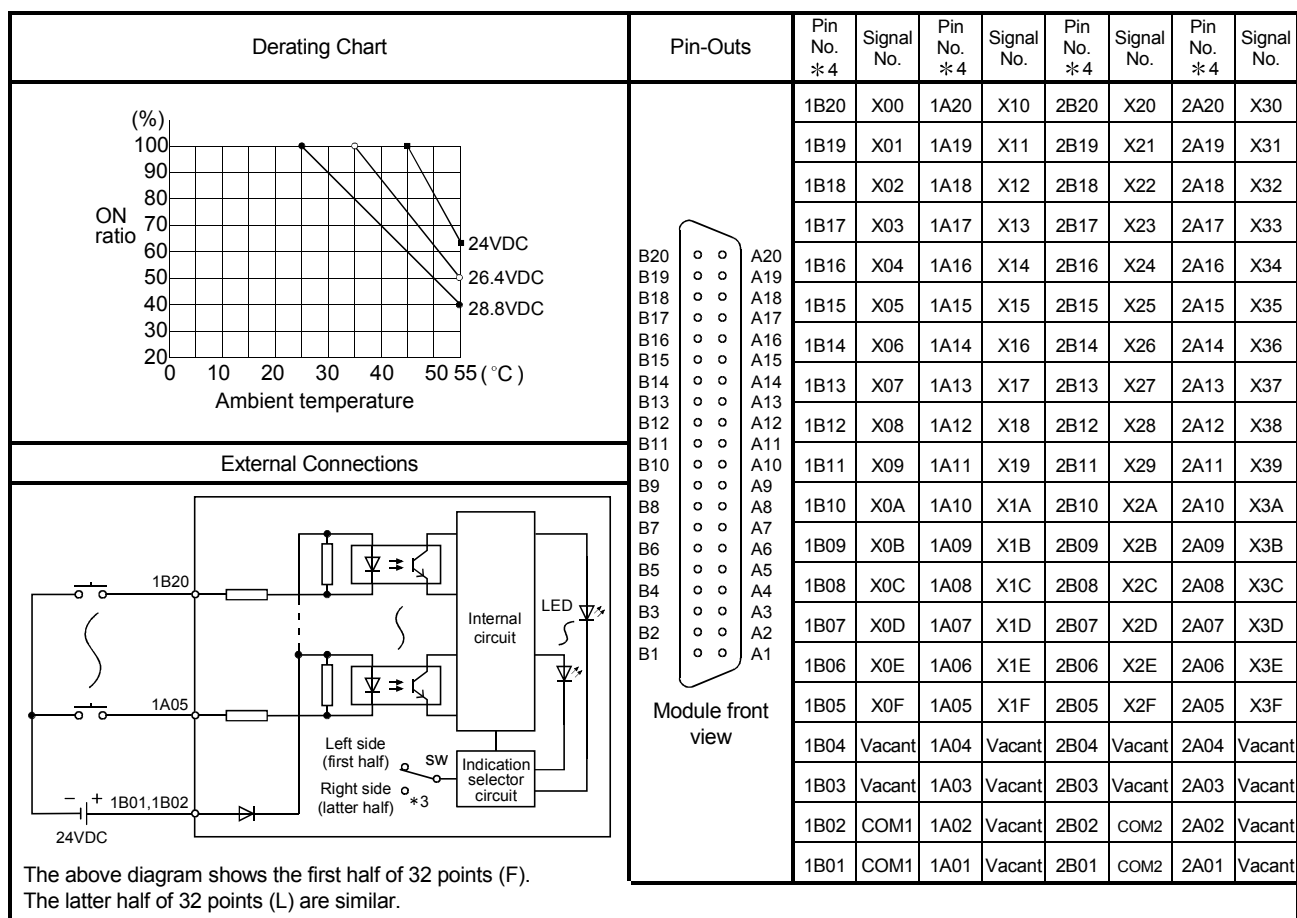 Derating Chart
(%)
100
90
80
70
60
50
40
30
20
ON
ratio
24VDC
26.4VDC
28.8VDC
0 10 20 30 40 50 55 (°C)
Ambient temperature
External Connections
1B20
1A05
1B01,1B02
− +
24VDC
Internal
circuit
LED
Left side
(first half)
SW
Right side
(latter half)
*3
Indication
selector
circuit
The above diagram shows the first half of 32 points (F).
The latter half of 32 points (L) are similar.
Pin-Outs
B20 A20
B19 A19
B18 A18
B17 A17
B16 A16
B15 A15
B14 A14
B13 A13
B12 A12
B11 A11
B10 A10
B9 A9
B8 A8
B7 A7
B6 A6
B5 A5
B4 A4
B3 A3
B2 A2
B1 A1
Module front
view
Pin No. *4 Signal No. Pin No. *4 Signal No. Pin No. *4 Signal No. Pin No. *4 Signal No.
1B20 X00 1A20 X10 2B20 X20 2A20 X30
1B19 X01 1A19 X11 2B19 X21 2A19 X31
1B18 X02 1A18 X12 2B18 X22 2A18 X32
1B17 X03 1A17 X13 2B17 X23 2A17 X33
1B16 X04 1A16 X14 2B16 X24 2A16 X34
1B15 X05 1A15 X15 2B15 X25 2A15 X35
1B14 X06 1A14 X16 2B14 X26 2A14 X36
1B13 X07 1A13 X17 2B13 X27 2A13 X37
1B12 X08 1A12 X18 2B12 X28 2A12 X38
1B11 X09 1A11 X19 2B11 X29 2A11 X39
1B10 X0A 1A10 X1A 2B10 X2A 2A10 X3A
1B09 X0B 1A09 X1B 2B09 X2B 2A09 X3B
1B08 X0C 1A08 X1C 2B08 X2C 2A08 X3C
1B07 X0D 1A07 X1D 2B07 X2D 2A07 X3D
1B06 X0E 1A06 X1E 2B06 X2E 2A06 X3E
1B05 X0F 1A05 X1F 2B05 X2F 2A05 X3F
1B04 Vacant 1A04 Vacant 2B04 Vacant 2A04 Vacant
1B03 Vacant 1A03 Vacant 2B03 Vacant 2A03 Vacant
1B02 COM1 1A02 Vacant 2B02 COM2 2A02 Vacant
1B01 COM1 1A01 Vacant 2B01 COM2 2A01 Vacant